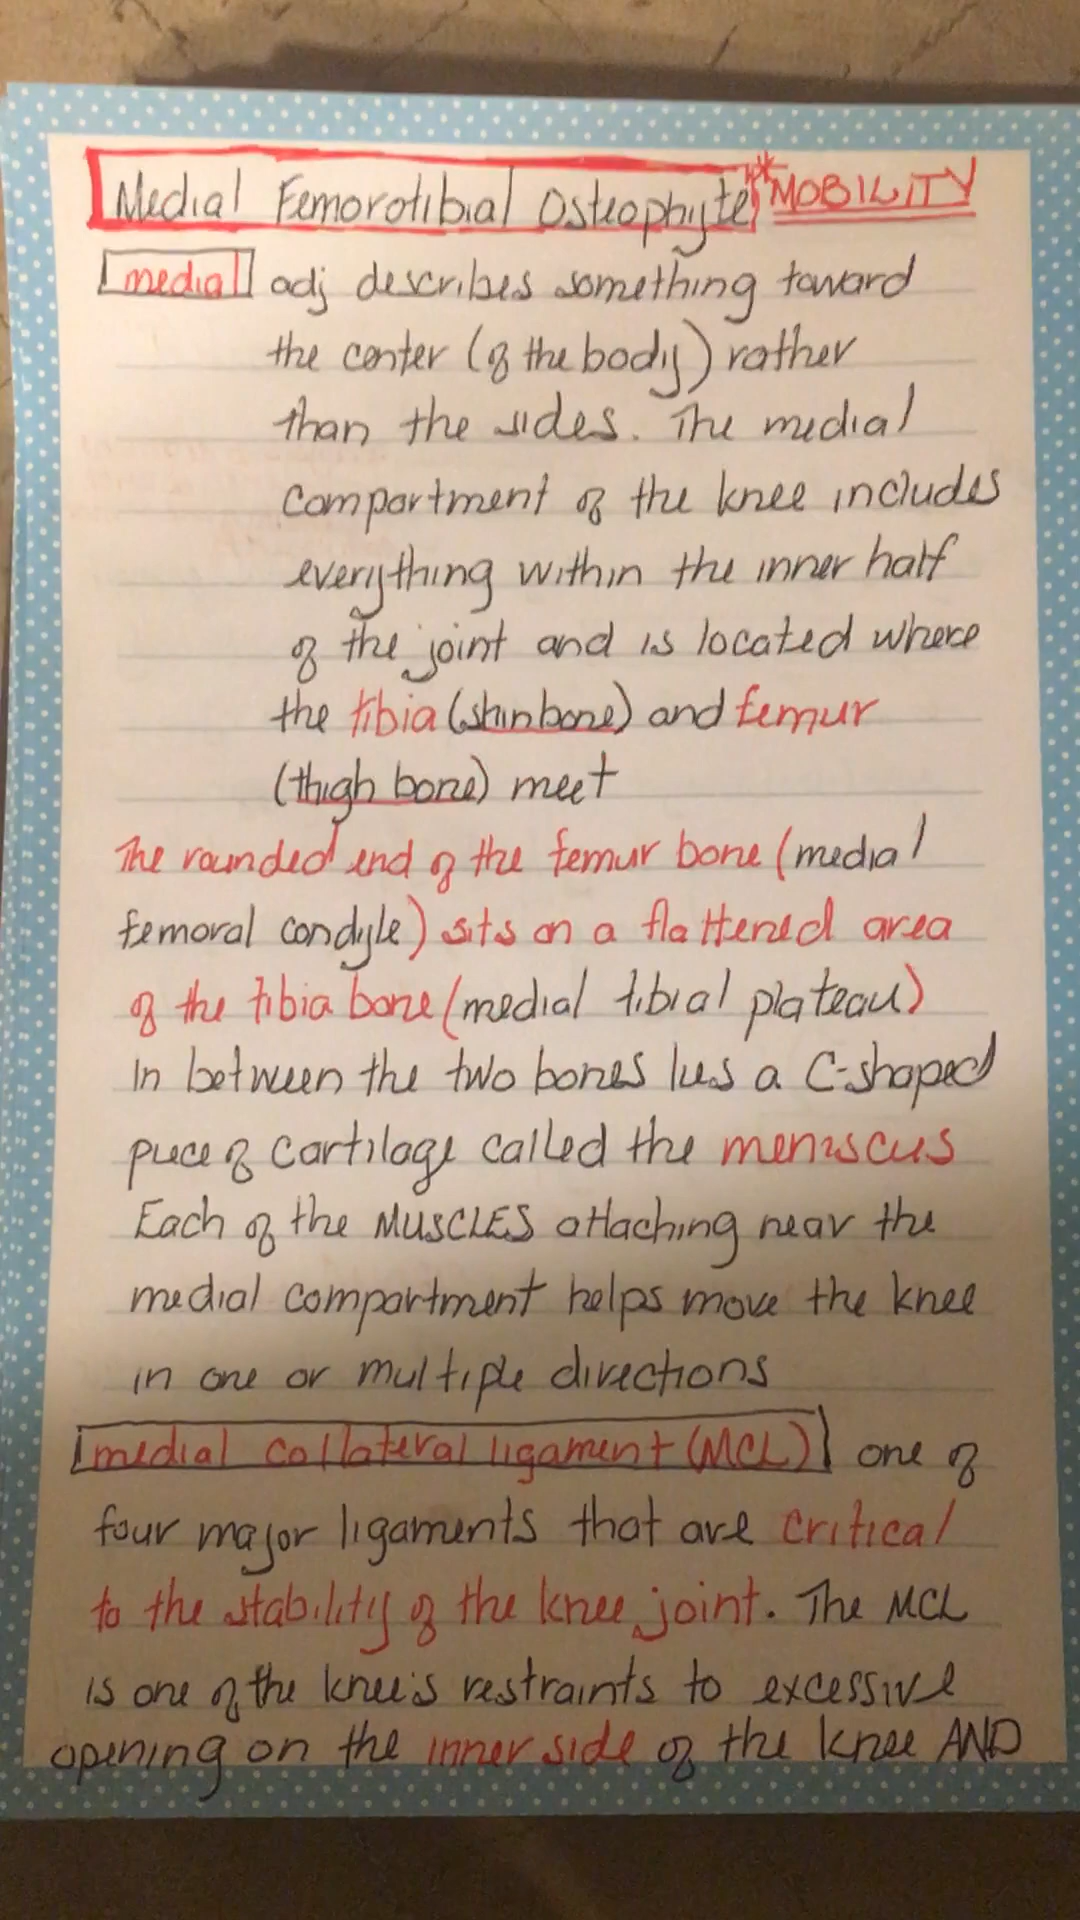 Medial Femorotibial Osteophyte * MOBILITY
medial adj describes something toward
the center (of the body) rather
than the sides. The medial
compartment of the knee includes
everything within the inner half
of the joint and is located where
the tibia (shinbone) and femur
(thigh bone) meet
The rounded end of the femur bone (medial
femoral condyle) sits on a flattened area
of the tibia bone (medial tibial plateau)
In between the two bones lies a C-shaped
piece of cartilage called the meniscus
Each of the MUSCLES attaching near the
medial compartment helps move the knee
in one or multiple directions
medial collateral ligament (MCL) one of
four major ligaments that are critical
to the stability of the knee joint. The MCL
is one of the knee's restraints to excessive
opening on the inner side of the knee AND